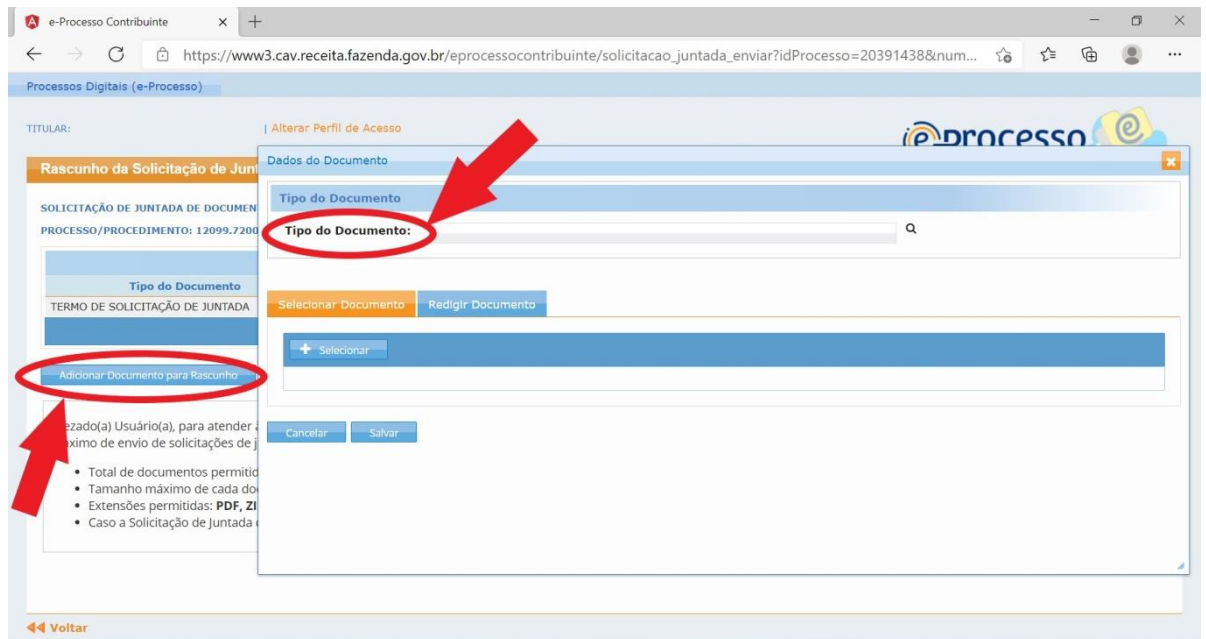 e-Processo Contribuinte
https://www3.cav.receita.fazenda.gov.br/eprocessocontribuinte/solicitacao_juntada_enviar?idProcesso=20391438&num...
Processos Digitais (e-Processo)
TITULAR: | Alterar Perfil de Acesso
e processo
Rascunho da Solicitação de Junt
SOLICITAÇÃO DE JUNTADA DE DOCUMEN
PROCESSO/PROCEDIMENTO: 12099.7200
Tipo do Documento
TERMO DE SOLICITAÇÃO DE JUNTADA
Adicionar Documento para Rascunho
ezado(a) Usuário(a), para atender
ximo de envio de solicitações de j
• Total de documentos permitid
• Tamanho máximo de cada do
• Extensões permitidas: PDF, ZI
• Caso a Solicitação de Juntada
Dados do Documento
Tipo do Documento
Tipo do Documento:
Selecionar Documento Redigir Documento
+ Selecionar
Cancelar Salvar
Voltar